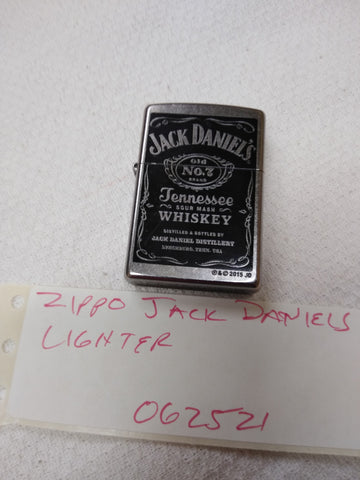 JACK DANIEL'S
Old
No.7
BRAND
Tennessee
SOUR MASH
WHISKEY
DISTILLED & BOTTLED BY
JACK DANIEL DISTILLERY
LYNCHBURG, TENN. USA
® & © 2015 JD
ZIPPO JACK DANIELS
LIGHTER
062521